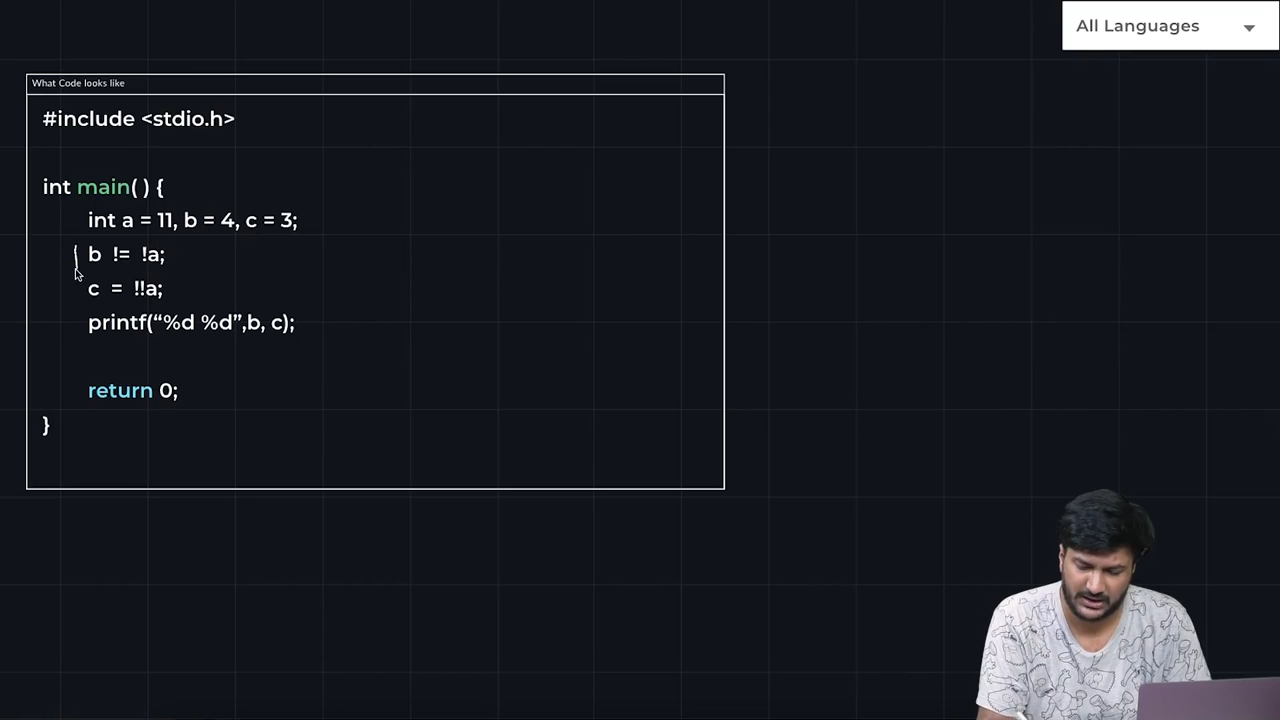 All Languages
What Code looks like
#include <stdio.h>
int main( ) {
int a = 11, b = 4, c = 3;
b != !a;
c = !!a;
printf(“%d %d”,b, c);
return 0;
}